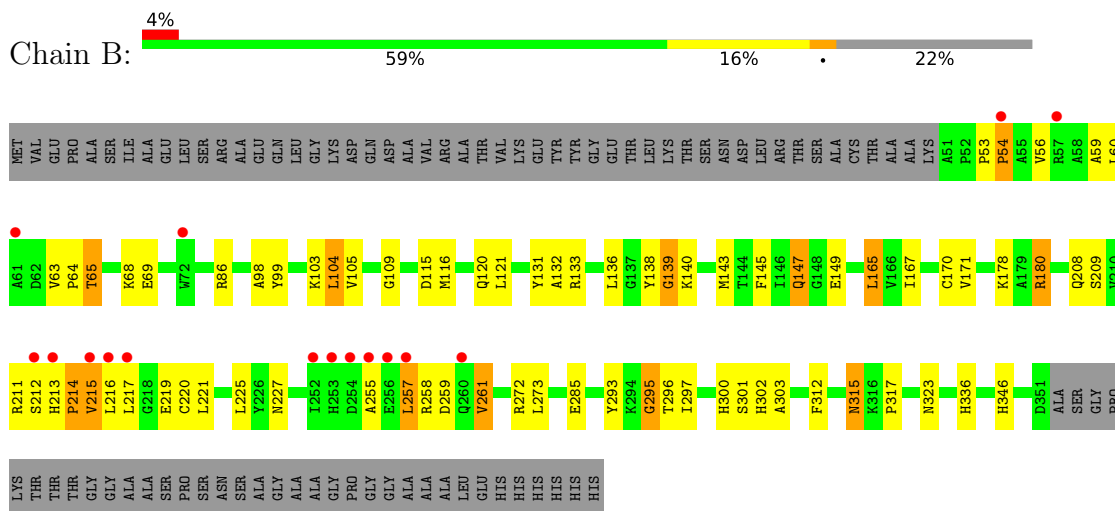 4%
Chain B:
59% 16% • 22%
MET VAL GLU PRO ALA SER ILE ALA GLU LEU SER ARG ALA GLU GLN LEU GLY LYS ASP GLN ASP ALA VAL ARG ALA THR VAL LYS GLU TYR TYR GLY GLU THR LEU LYS THR SER ASN ASP LEU ARG THR SER ALA CYS THR ALA ALA LYS A51 P52 P53 P54 A55 V56 R57 A58 A59 L60
A61 D62 V63 P64 T65 K68 E69 W72 R86 A98 Y99 K103 L104 V105 G109 D115 M116 Q120 L121 Y131 A132 R133 L136 G137 Y138 G139 K140 M143 T144 F145 I146 Q147 G148 E149 L165 V166 I167 C170 V171 K178 A179 R180 Q208 S209 V210
R211 S212 H213 P214 V215 L216 L217 G218 E219 C220 L221 L225 Y226 N227 I252 H253 D254 A255 E256 L257 R258 D259 Q260 V261 R272 L273 E285 Y293 K294 G295 T296 I297 H300 S301 H302 A303 F312 N315 K316 P317 N323 H336 H346 D351 ALA SER GLY PRO
LYS THR THR THR GLY GLY ALA ALA SER PRO SER ASN SER ALA GLY ALA ALA GLY PRO GLY GLY ALA ALA ALA LEU GLU HIS HIS HIS HIS HIS HIS